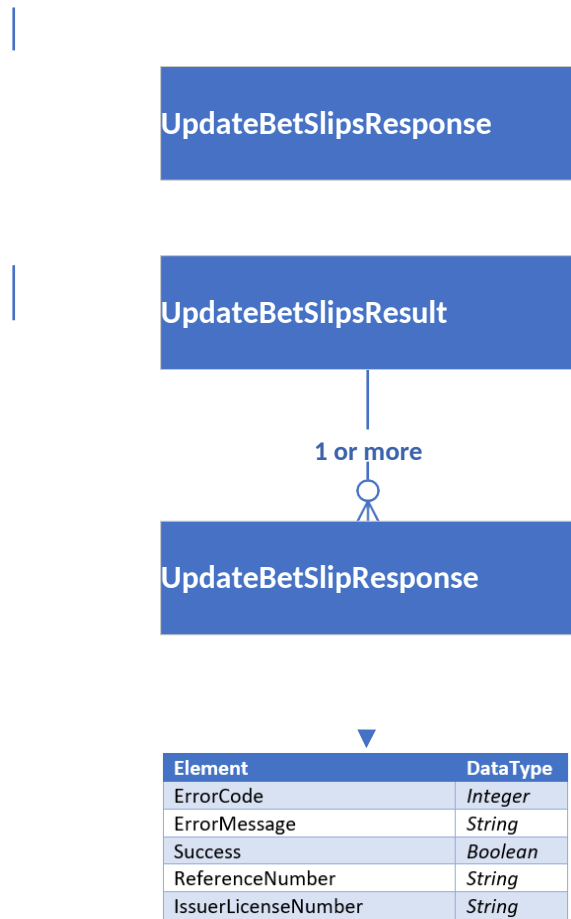 UpdateBetSlipsResponse
UpdateBetSlipsResult
1 or more
UpdateBetSlipResponse
Element DataType
ErrorCode Integer
ErrorMessage String
Success Boolean
ReferenceNumber String
IssuerLicenseNumber String